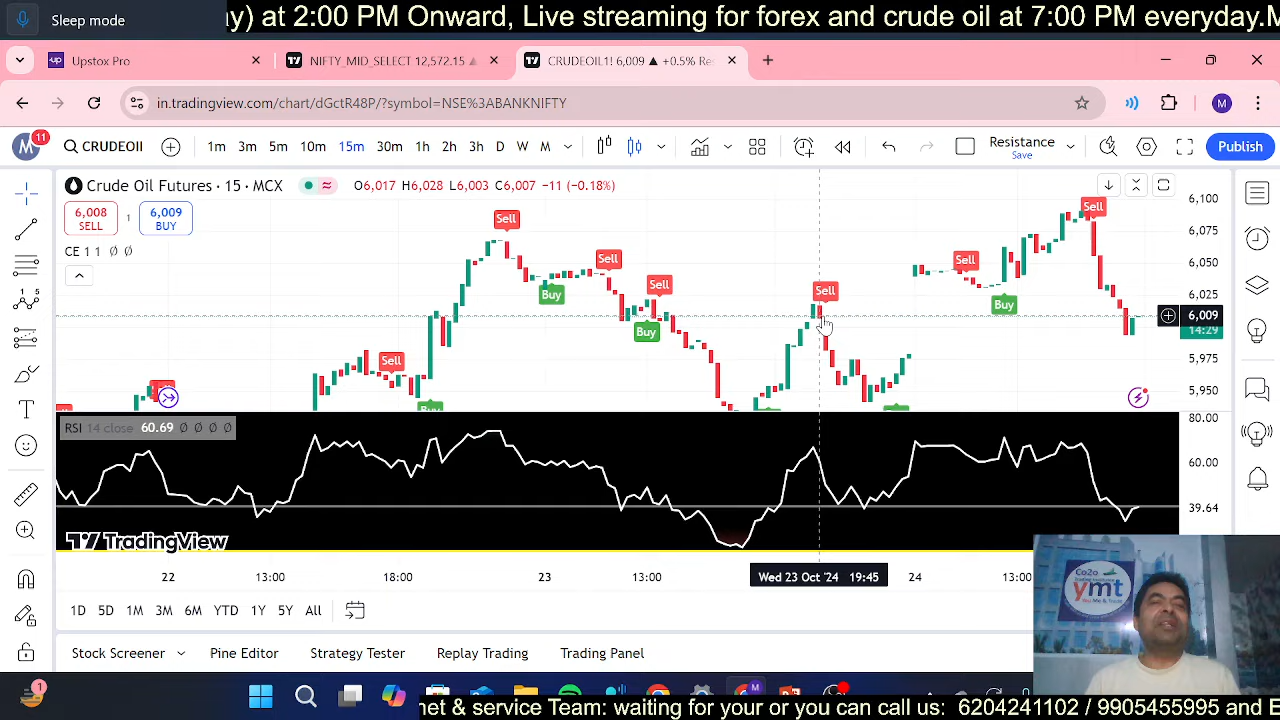 Sleep mode
y) at 2:00 PM Onward, Live streaming for forex and crude oil at 7:00 PM everyday.M
Upstox Pro
NIFTY_MID_SELECT 12,572.15
CRUDEOIL1! 6,009 ▲ +0.5% Re
in.tradingview.com/chart/dGctR48P/?symbol=NSE%3ABANKNIFTY
M
M 11
CRUDEOII
1m 3m 5m 10m 15m 30m 1h 2h 3h D W M
Resistance
Save
Publish
Crude Oil Futures · 15 · MCX
O6,017 H6,028 L6,003 C6,007 −11 (−0.18%)
6,008
SELL
1
6,009
BUY
CE 1 1 Ø Ø
Sell
Sell
Sell
Sell
Sell
Sell
Sell
Buy
Buy
Buy
6,100
6,075
6,050
6,025
6,009
14:29
5,975
5,950
RSI 14 close 60.69 Ø Ø Ø Ø
80.00
60.00
39.64
TradingView
22 13:00 18:00 23 13:00 Wed 23 Oct '24 19:45 24 13:00
1D 5D 1M 3M 6M YTD 1Y 5Y All
Stock Screener Pine Editor Strategy Tester Replay Trading Trading Panel
Co2o
ymt
1
net & service Team: waiting for your or you can call us: 6204241102 / 9905455995 and E